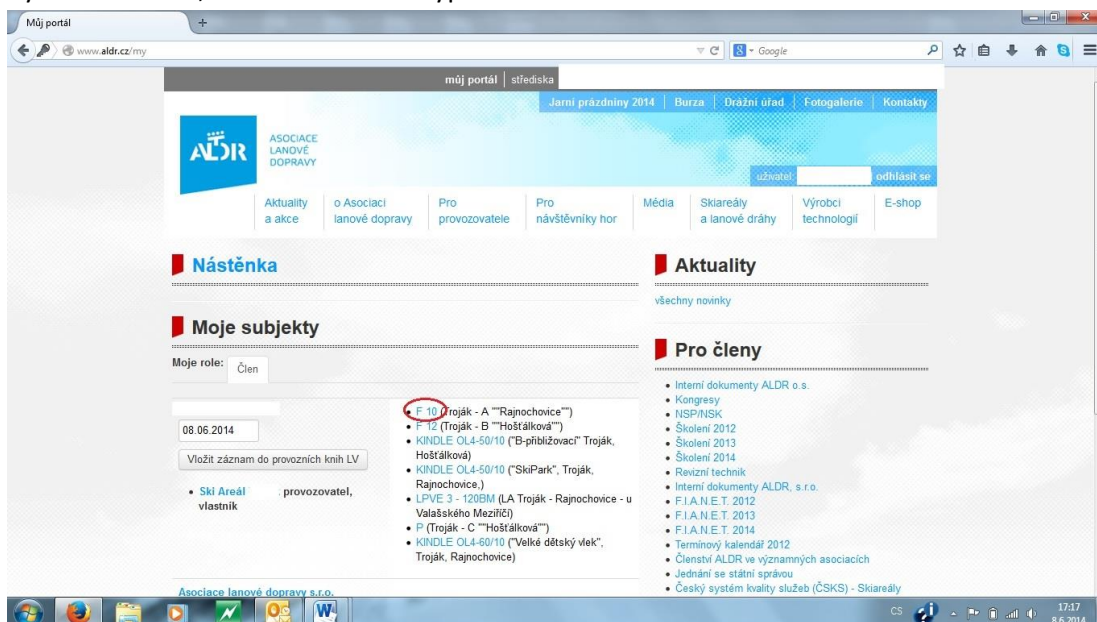 Můj portál
www.aldr.cz/my
Google
můj portál | střediska
Jarní prázdniny 2014 | Burza | Drážní úřad | Fotogalerie | Kontakty
ALDR
ASOCIACE
LANOVÉ
DOPRAVY
uživatel:
odhlásit se
Aktuality
a akce
o Asociaci
lanové dopravy
Pro
provozovatele
Pro
návštěvníky hor
Média
Skiareály
a lanové dráhy
Výrobci
technologií
E-shop
Nástěnka
Moje subjekty
Moje role:
Člen
08.06.2014
Vložit záznam do provozních knih LV
• Ski Areál : provozovatel,
vlastník
• F 10 (Troják - A ""Rajnochovice"")
• F 12 (Troják - B ""Hošťálková"")
• KINDLE OL4-50/10 ("B-přibližovací" Troják,
Hošťálková)
• KINDLE OL4-50/10 ("SkiPark", Troják,
Rajnochovice,)
• LPVE 3 - 120BM (LA Troják - Rajnochovice - u
Valašského Meziříčí)
• P (Troják - C ""Hošťálková"")
• KINDLE OL4-60/10 ("Velké dětský vlek",
Troják, Rajnochovice)
Asociace lanové dopravy s.r.o.
Aktuality
všechny novinky
Pro členy
• Interní dokumenty ALDR o.s.
• Kongresy
• NSP/NSK
• Školení 2012
• Školení 2013
• Školení 2014
• Revizní technik
• Interní dokumenty ALDR, s.r.o.
• F.I.A.N.E.T. 2012
• F.I.A.N.E.T. 2013
• F.I.A.N.E.T. 2014
• Termínový kalendář 2012
• Členství ALDR ve významných asociacích
• Jednání se státní správou
• Český systém kvality služeb (ČSKS) - Skiareály
CS
17:17
8.6.2014